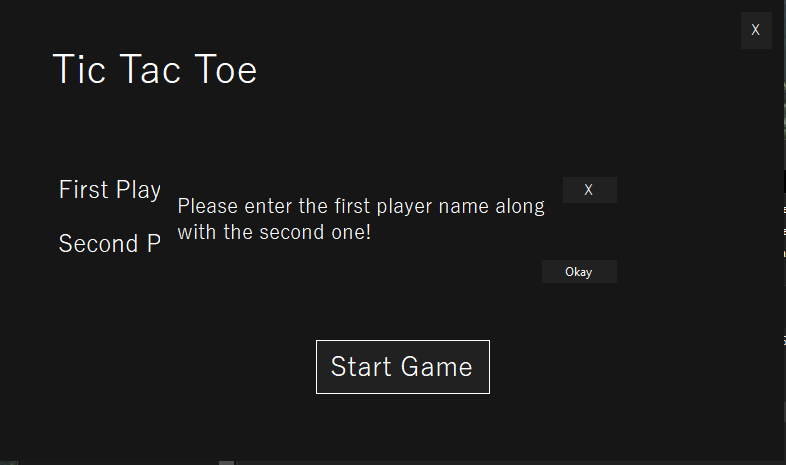 X
Tic Tac Toe
First Play
X
Please enter the first player name along
with the second one!
Second P
Okay
Start Game